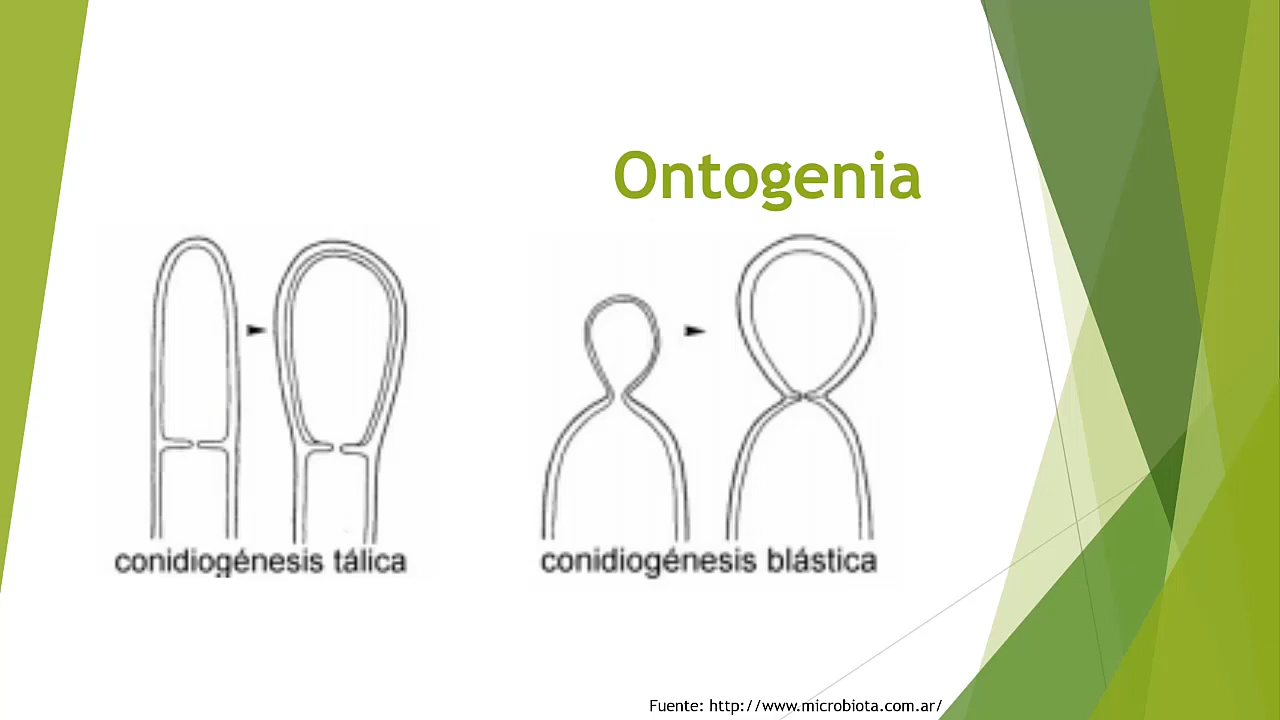 Ontogenia
conidiogénesis tálica
conidiogénesis blástica
Fuente: http://www.microbiota.com.ar/